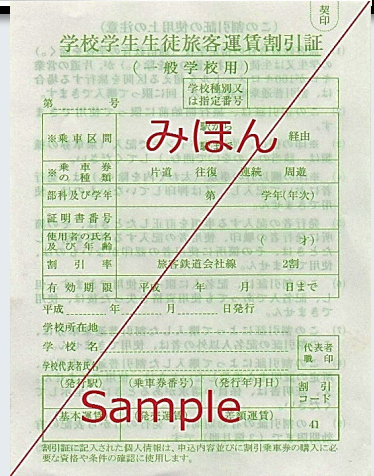 契
印
学校学生生徒旅客運賃割引証
(一般学校用)
第 号
学校種別又
は指定番号
※乗車区間
みほん
経由
※乗車券
の種類
片道 往復 連続 周遊
部科及び学年
第 学年(年次)
証明書番号
使用者の氏名
及び年齢
( 才)
割引率
旅客鉄道会社線 2割
有効期限
平成 年 月 日まで
平成 年 月 日発行
学校所在地
学校名
学校代表者氏名
代表者
職印
(発行駅) (乗車券番号) (発行年月日)
割引
コード
基本運賃
Sample
41
割引証に記入された個人情報は、申込内容並びに割引乗車券の購入に必
要な資格や条件の確認に使用します。